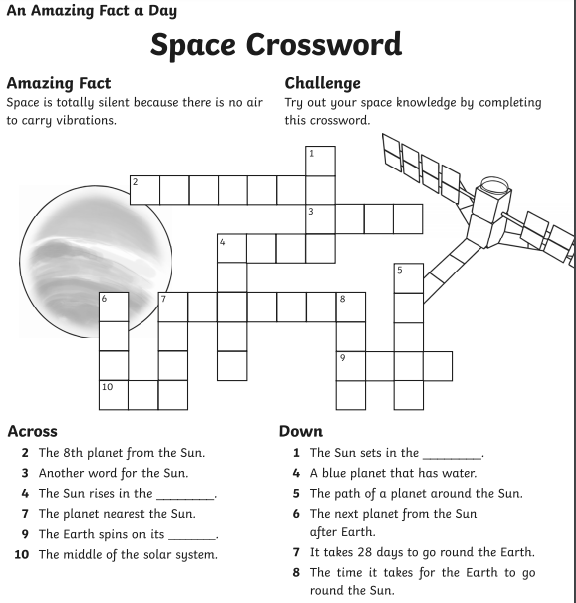 An Amazing Fact a Day
Space Crossword
Amazing Fact
Space is totally silent because there is no air
to carry vibrations.
Challenge
Try out your space knowledge by completing
this crossword.
1
2
3
4
5
6
7
8
9
10
Across
2 The 8th planet from the Sun.
3 Another word for the Sun.
4 The Sun rises in the ________.
7 The planet nearest the Sun.
9 The Earth spins on its _______.
10 The middle of the solar system.
Down
1 The Sun sets in the ________.
4 A blue planet that has water.
5 The path of a planet around the Sun.
6 The next planet from the Sun
after Earth.
7 It takes 28 days to go round the Earth.
8 The time it takes for the Earth to go
round the Sun.